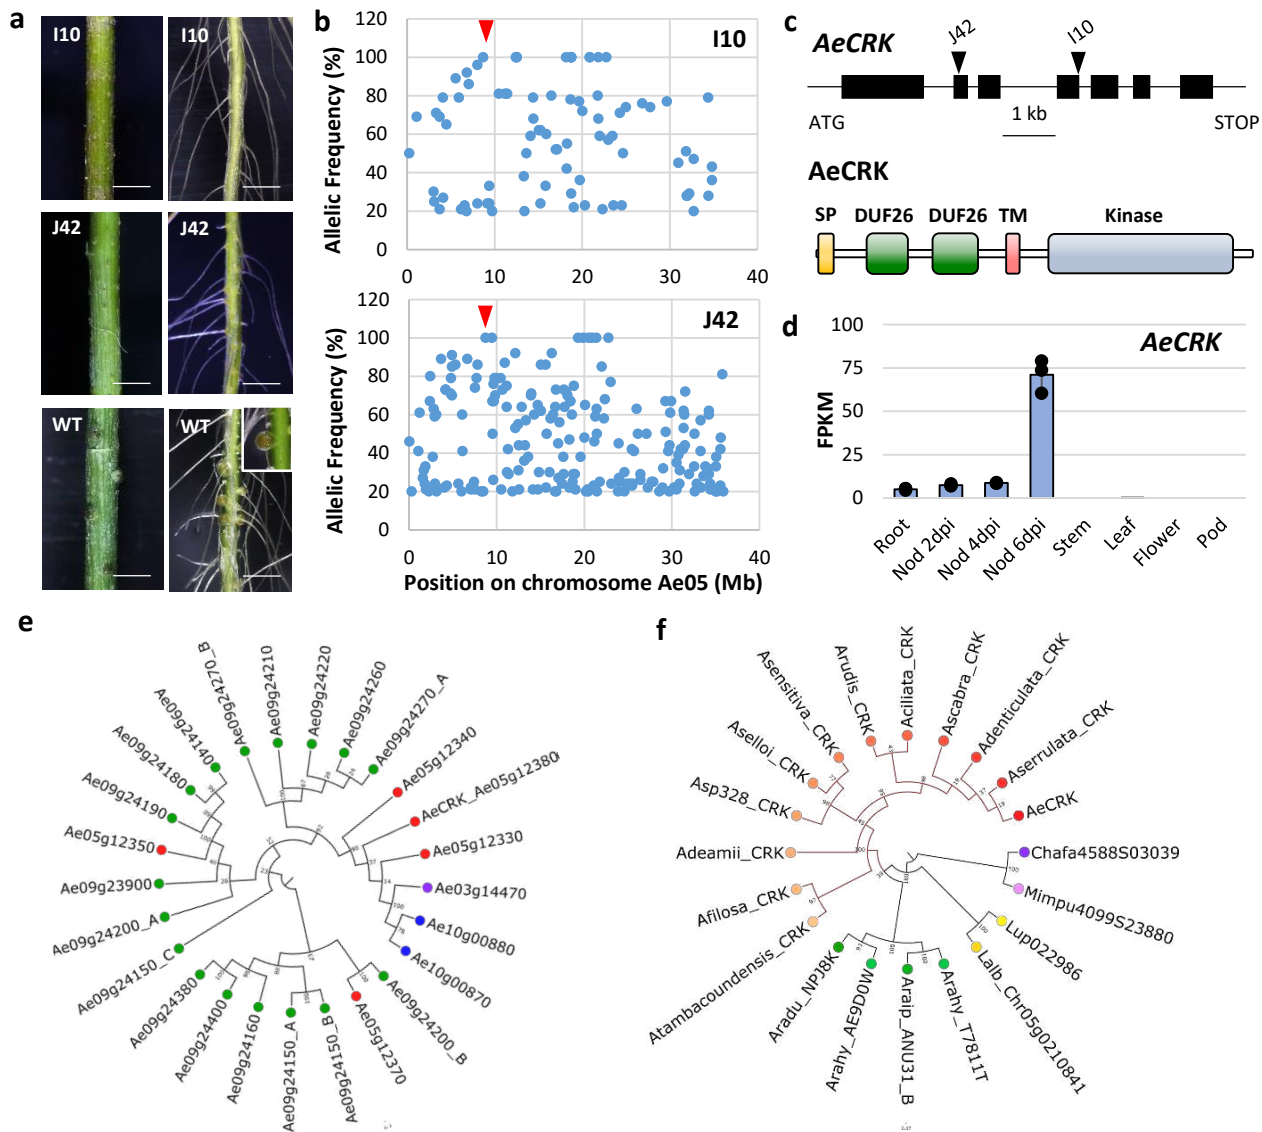 a
I10
I10
J42
J42
WT
WT
b
I10
Allelic Frequency (%)
120
100
80
60
40
20
0
0 10 20 30 40
J42
Allelic Frequency (%)
120
100
80
60
40
20
0
0 10 20 30 40
Position on chromosome Ae05 (Mb)
c
AeCRK
J42
I10
1 kb
ATG
STOP
AeCRK
SP DUF26 DUF26 TM Kinase
d
AeCRK
FPKM
100
75
50
25
0
Root
Nod 2dpi
Nod 4dpi
Nod 6dpi
Stem
Leaf
Flower
Pod
e
Ae09g24270_B
Ae09g24210
Ae09g24220
Ae09g24260
Ae09g24270_A
Ae05g12340
AeCRK_Ae05g12380
Ae05g12330
Ae03g14470
Ae10g00880
Ae10g00870
Ae09g24200_B
Ae05g12370
Ae09g24150_B
Ae09g24150_A
Ae09g24160
Ae09g24400
Ae09g24380
Ae09g24150_C
Ae09g24200_A
Ae09g23900
Ae05g12350
Ae09g24190
Ae09g24180
Ae09g24140
f
Asensitiva_CRK
Arudis_CRK
Aciliata_CRK
Ascabra_CRK
Adenticulata_CRK
Aserrulata_CRK
AeCRK
Chafa4588S03039
Mimpu4099S23880
Lup022986
Lalb_Chr05g0210841
Arahy_T7811T
Araip_ANU31_B
Arahy_AE9D0W
Aradu_NPJ8K
Atambacoundensis_CRK
Afilosa_CRK
Adeamii_CRK
Asp328_CRK
Aselloi_CRK